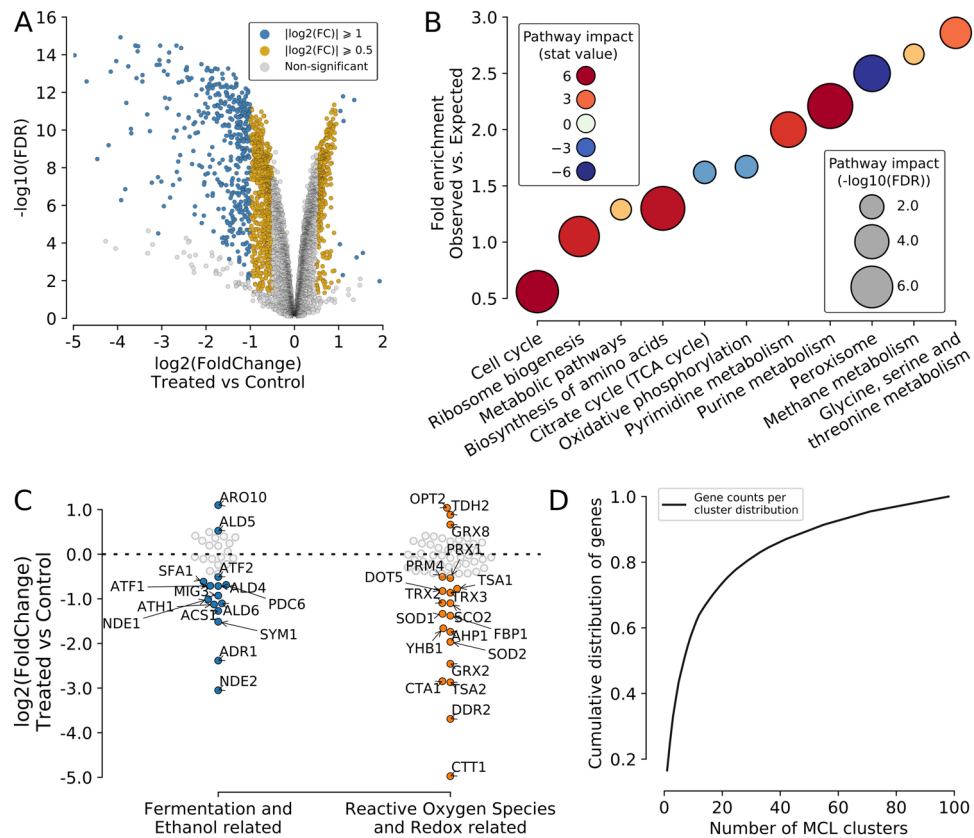 A
16
14
12
10
8
6
4
2
0
-log10(FDR)
-5
-4
-3
-2
-1
0
1
2
log2(FoldChange)
Treated vs Control
|log2(FC)| ⩾ 1
|log2(FC)| ⩾ 0.5
Non-significant
B
3.0
2.5
2.0
1.5
1.0
0.5
Fold enrichment
Observed vs. Expected
Pathway impact
(stat value)
6
3
0
−3
−6
Pathway impact
(-log10(FDR))
2.0
4.0
6.0
Cell cycle
Ribosome biogenesis
Metabolic pathways
Biosynthesis of amino acids
Citrate cycle (TCA cycle)
Oxidative phosphorylation
Pyrimidine metabolism
Purine metabolism
Peroxisome
Methane metabolism
Glycine, serine and
threonine metabolism
C
1.0
0.0
-1.0
-2.0
-3.0
-4.0
-5.0
log2(FoldChange)
Treated vs Control
ARO10
ALD5
ATF2
SFA1
ATF1
MIG3
ALD4
PDC6
ATH1
ACS1
ALD6
NDE1
SYM1
ADR1
NDE2
OPT2
TDH2
GRX8
PRX1
PRM4
DOT5
TSA1
TRX2
TRX3
SOD1
SCO2
FBP1
AHP1
YHB1
SOD2
GRX2
CTA1
TSA2
DDR2
CTT1
Fermentation and
Ethanol related
Reactive Oxygen Species
and Redox related
D
1.0
0.8
0.6
0.4
0.2
Cumulative distribution of genes
Gene counts per
cluster distribution
0
20
40
60
80
100
Number of MCL clusters